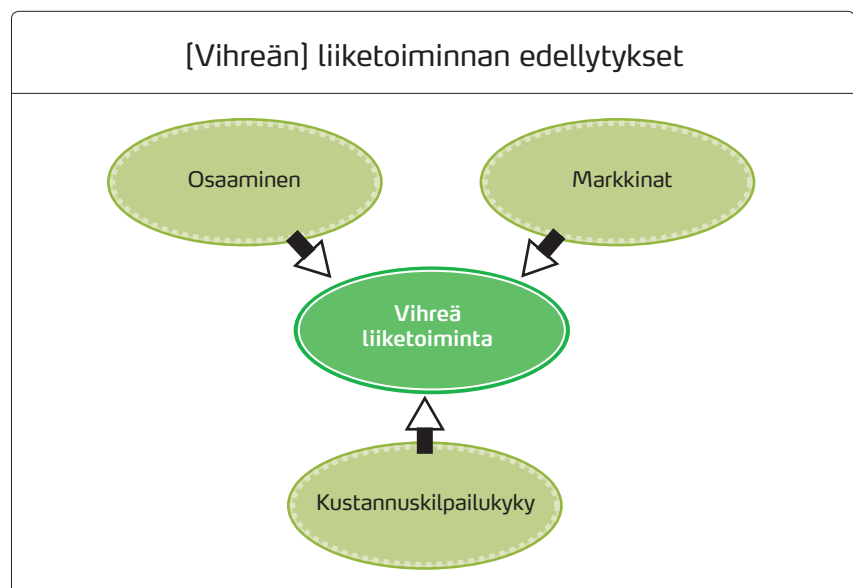 [Vihreän] liiketoiminnan edellytykset
Osaaminen
Markkinat
Vihreä
liiketoiminta
Kustannuskilpailukyky